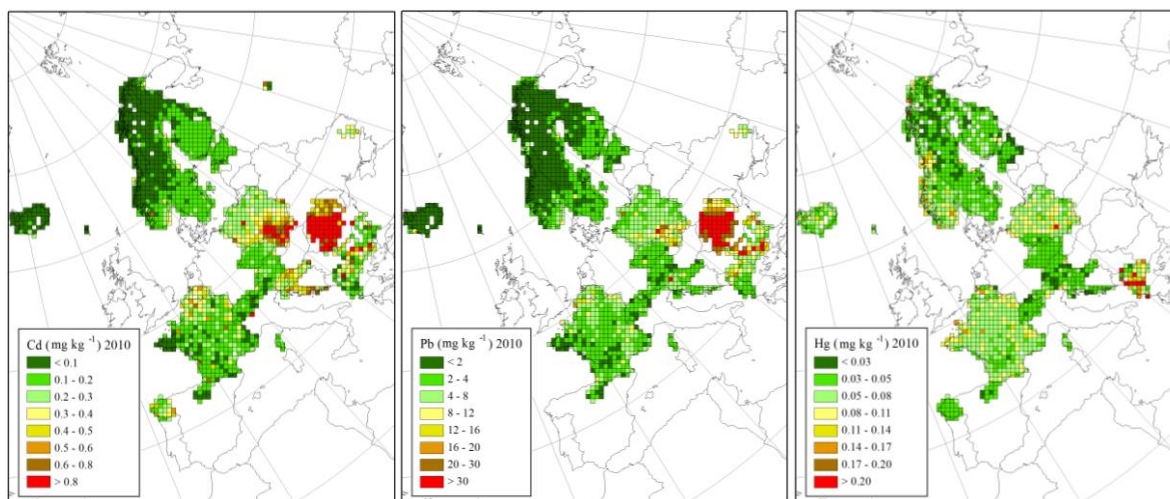 Cd (mg kg -1) 2010
< 0.1
0.1 - 0.2
0.2 - 0.3
0.3 - 0.4
0.4 - 0.5
0.5 - 0.6
0.6 - 0.8
> 0.8
Pb (mg kg -1) 2010
< 2
2 - 4
4 - 8
8 - 12
12 - 16
16 - 20
20 - 30
> 30
Hg (mg kg -1) 2010
< 0.03
0.03 - 0.05
0.05 - 0.08
0.08 - 0.11
0.11 - 0.14
0.14 - 0.17
0.17 - 0.20
> 0.20